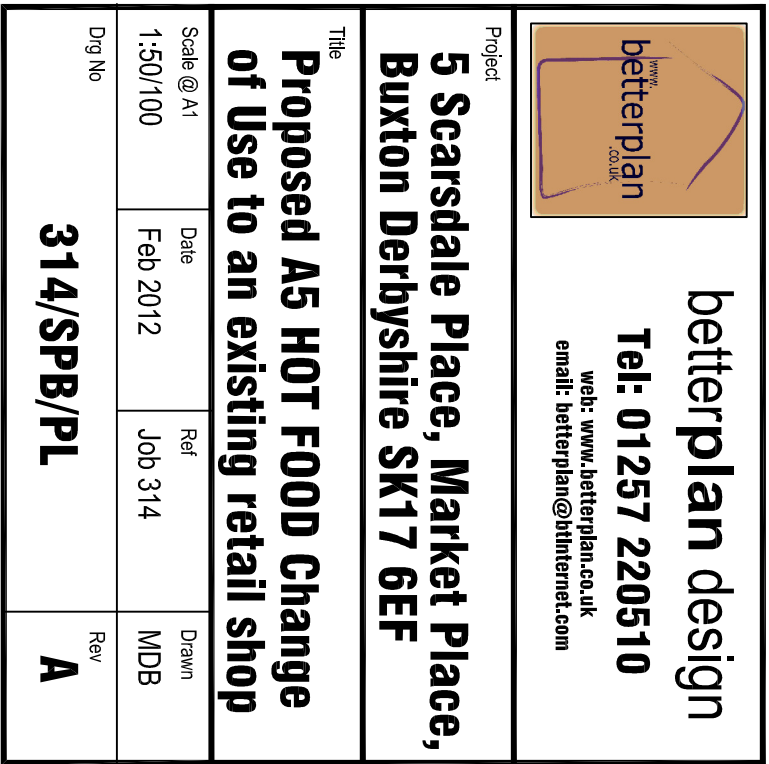 www.
betterplan
.co.uk
betterplan design
Tel: 01257 220510
web: www.betterplan.co.uk
email: betterplan@btInternet.com
Project
5 Scarsdale Place, Market Place,
Buxton Derbyshire SK17 6EF
Title
Proposed A5 HOT FOOD Change
of Use to an existing retail shop
Scale @ A1
1:50/100
Date
Feb 2012
Ref
Job 314
Drawn
MDB
Drg No
314/SPB/PL
Rev
A